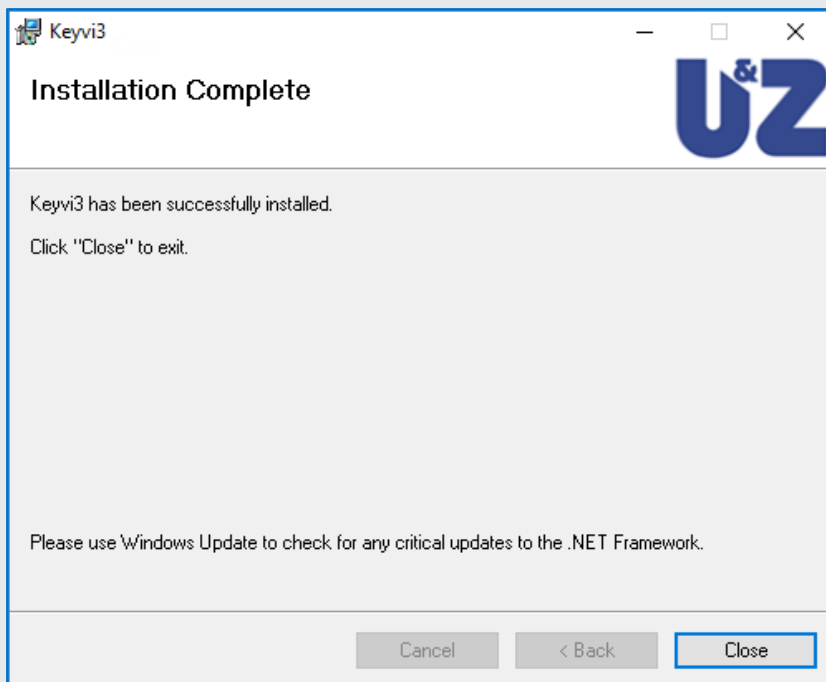 Keyvi3
Installation Complete
U&Z
Keyvi3 has been successfully installed.
Click "Close" to exit.
Please use Windows Update to check for any critical updates to the .NET Framework.
Cancel
< Back
Close